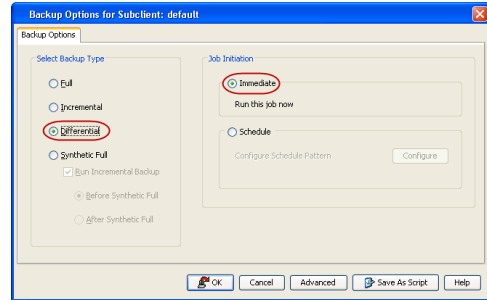 Backup Options for Subclient: default
Backup Options
Select Backup Type
Full
Incremental
Differential
Synthetic Full
Run Incremental Backup
Before Synthetic Full
After Synthetic Full
Job Initiation
Immediate
Run this job now
Schedule
Configure Schedule Pattern
Configure
OK
Cancel
Advanced
Save As Script
Help